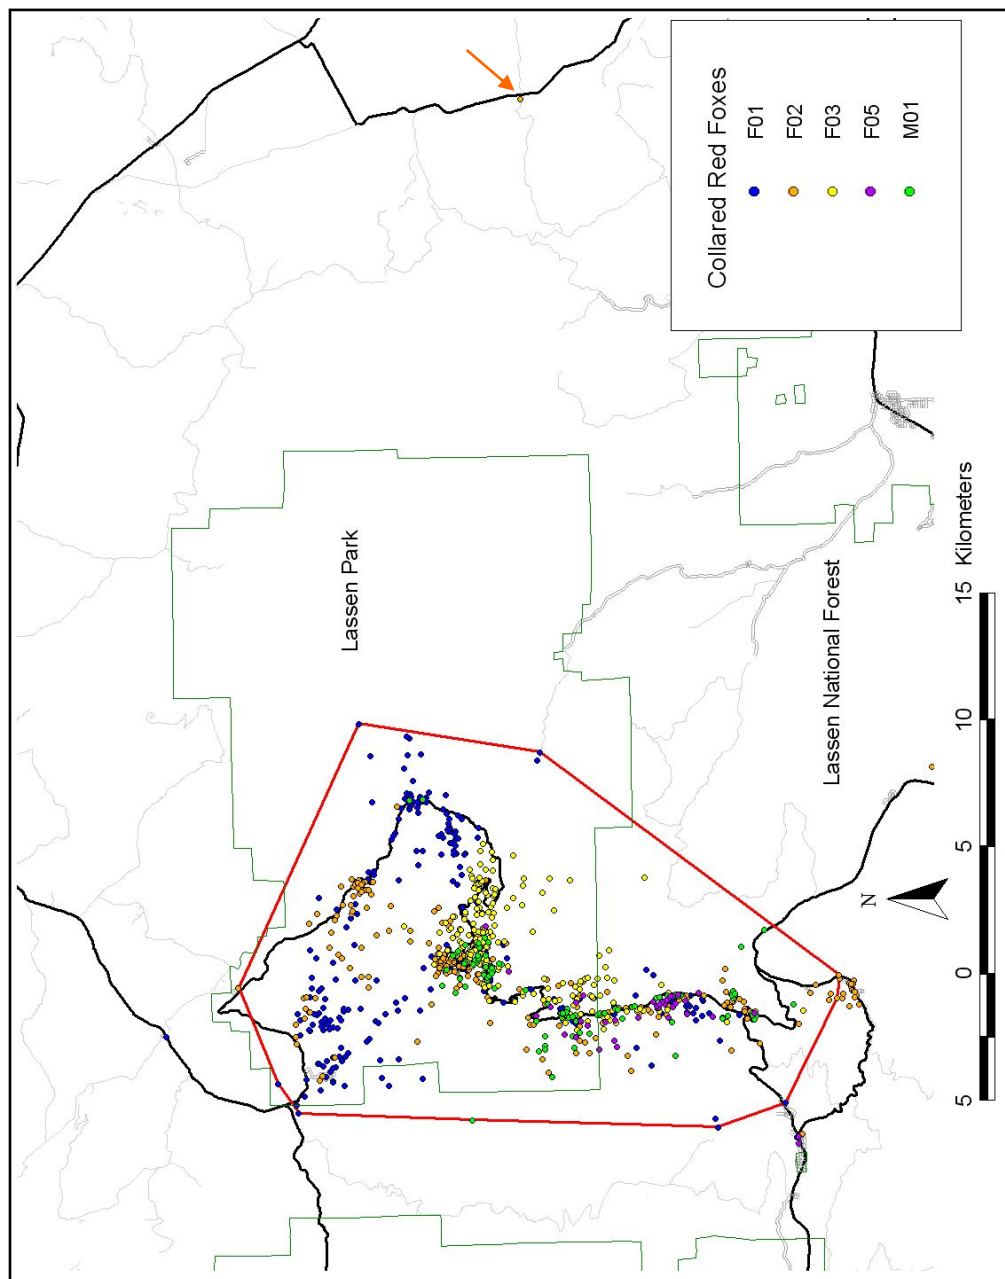 Collared Red Foxes
F01
F02
F03
F05
M01
Lassen Park
Lassen National Forest
N
5 0 5 10 15 Kilometers